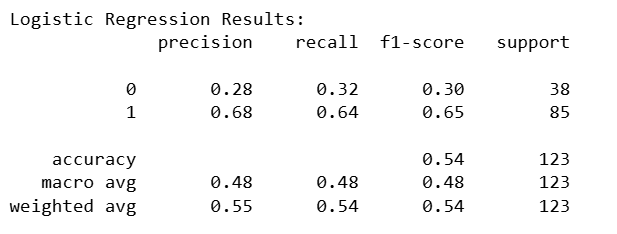 Logistic Regression Results:
precision recall f1-score support
0 0.28 0.32 0.30 38
1 0.68 0.64 0.65 85
accuracy 0.54 123
macro avg 0.48 0.48 0.48 123
weighted avg 0.55 0.54 0.54 123